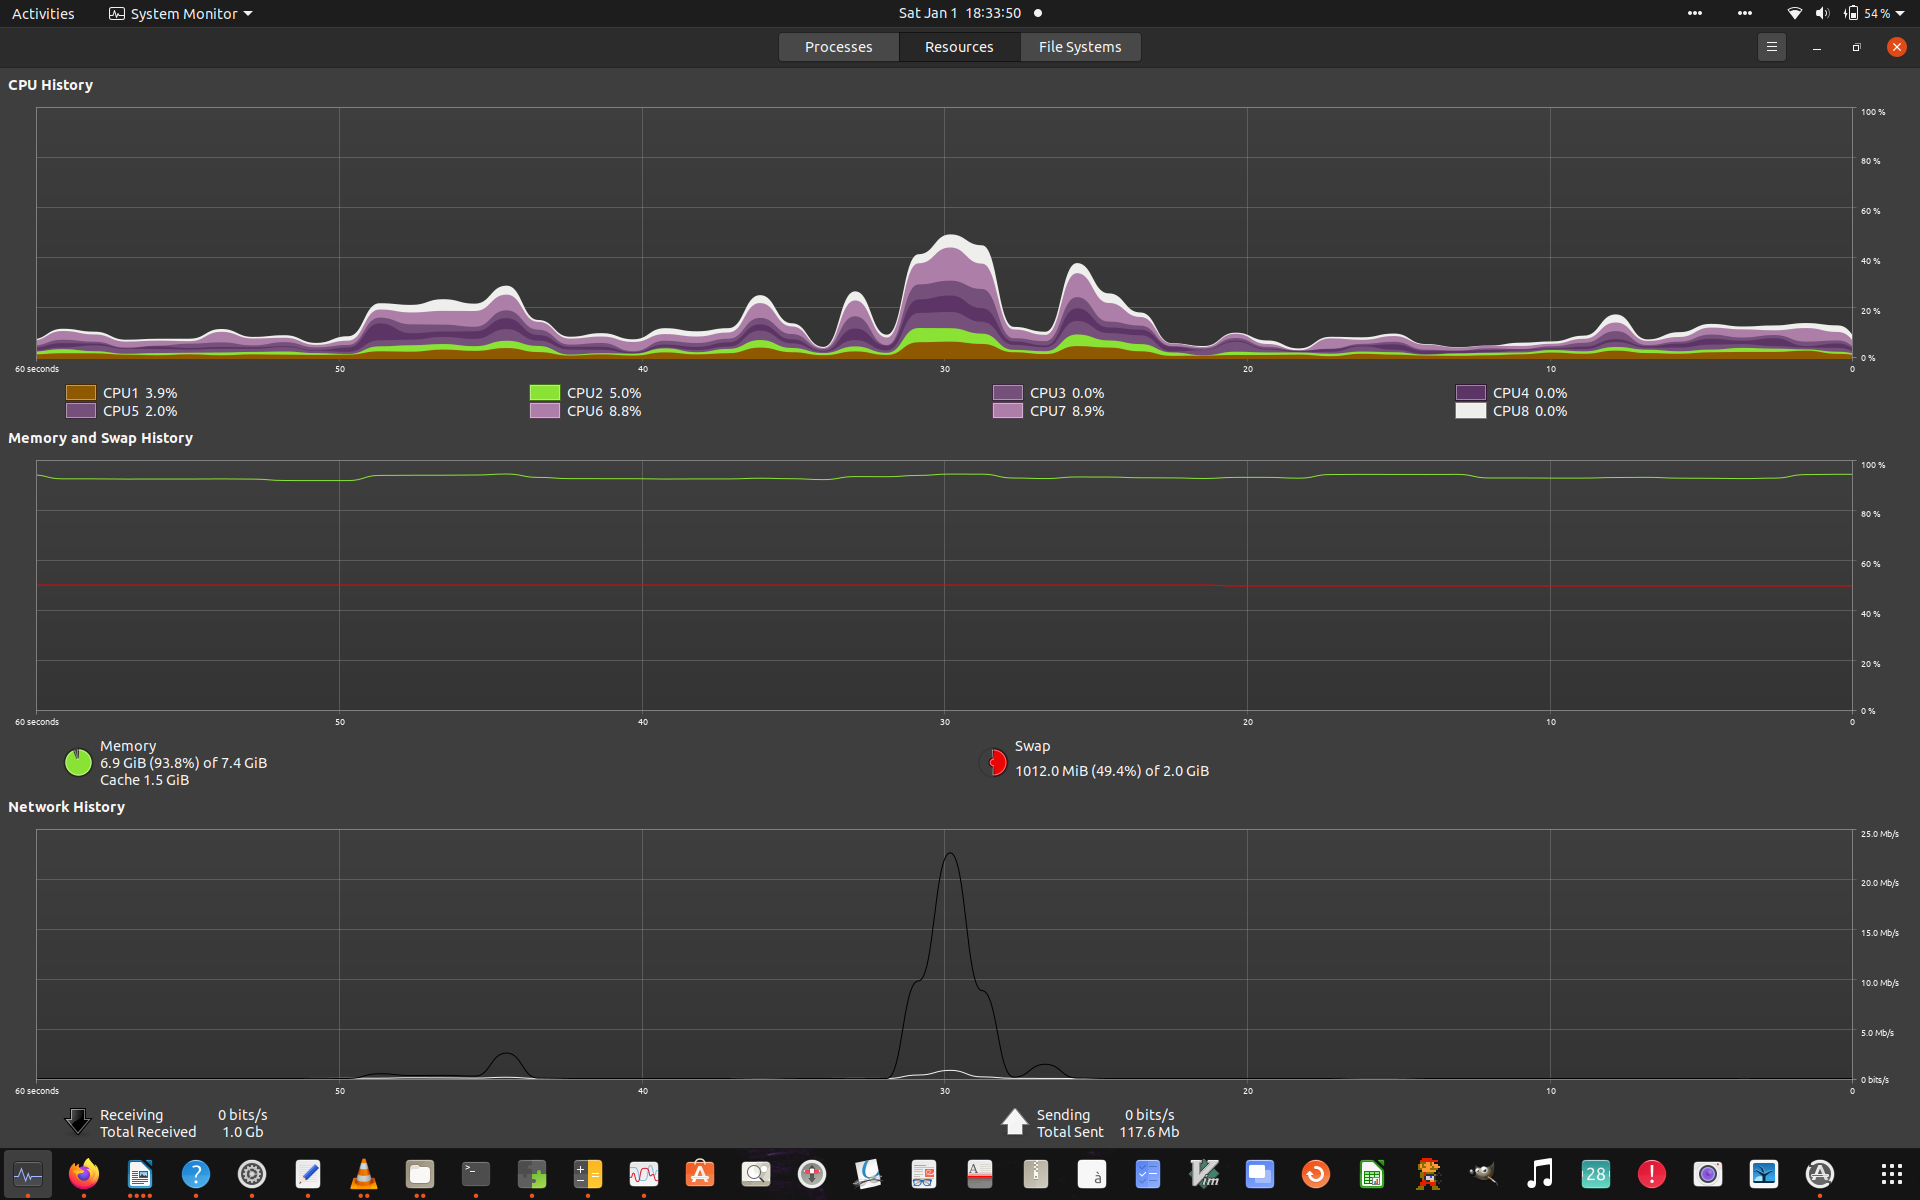 Activities System Monitor Sat Jan 1 18:33:50 54 %
Processes Resources File Systems
CPU History
100 %
80 %
60 %
40 %
20 %
0 %
60 seconds 50 40 30 20 10 0
CPU1 3.9% CPU2 5.0% CPU3 0.0% CPU4 0.0%
CPU5 2.0% CPU6 8.8% CPU7 8.9% CPU8 0.0%
Memory and Swap History
100 %
80 %
60 %
40 %
20 %
0 %
60 seconds 50 40 30 20 10 0
Memory Swap
6.9 GiB (93.8%) of 7.4 GiB 1012.0 MiB (49.4%) of 2.0 GiB
Cache 1.5 GiB
Network History
25.0 Mb/s
20.0 Mb/s
15.0 Mb/s
10.0 Mb/s
5.0 Mb/s
0 bits/s
60 seconds 50 40 30 20 10 0
Receiving 0 bits/s Sending 0 bits/s
Total Received 1.0 Gb Total Sent 117.6 Mb
? >_ A à Vim 28 !